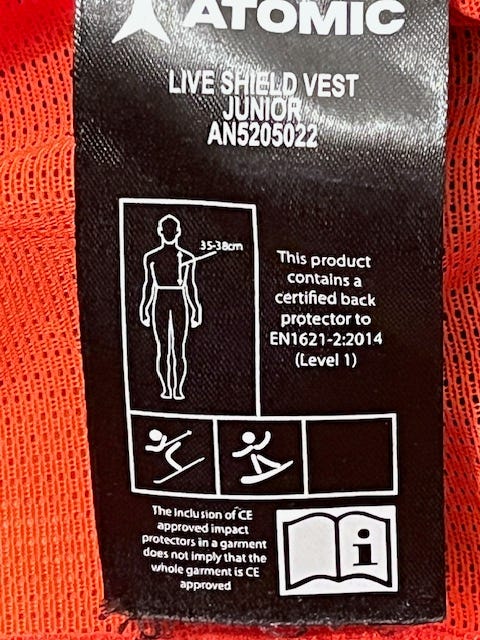 ATOMIC
LIVE SHIELD VEST
JUNIOR
AN5205022
35-38cm
This product
contains a
certified back
protector to
EN1621-2:2014
(Level 1)
The inclusion of CE
approved impact
protectors in a garment
does not imply that the
whole garment is CE
approved
i